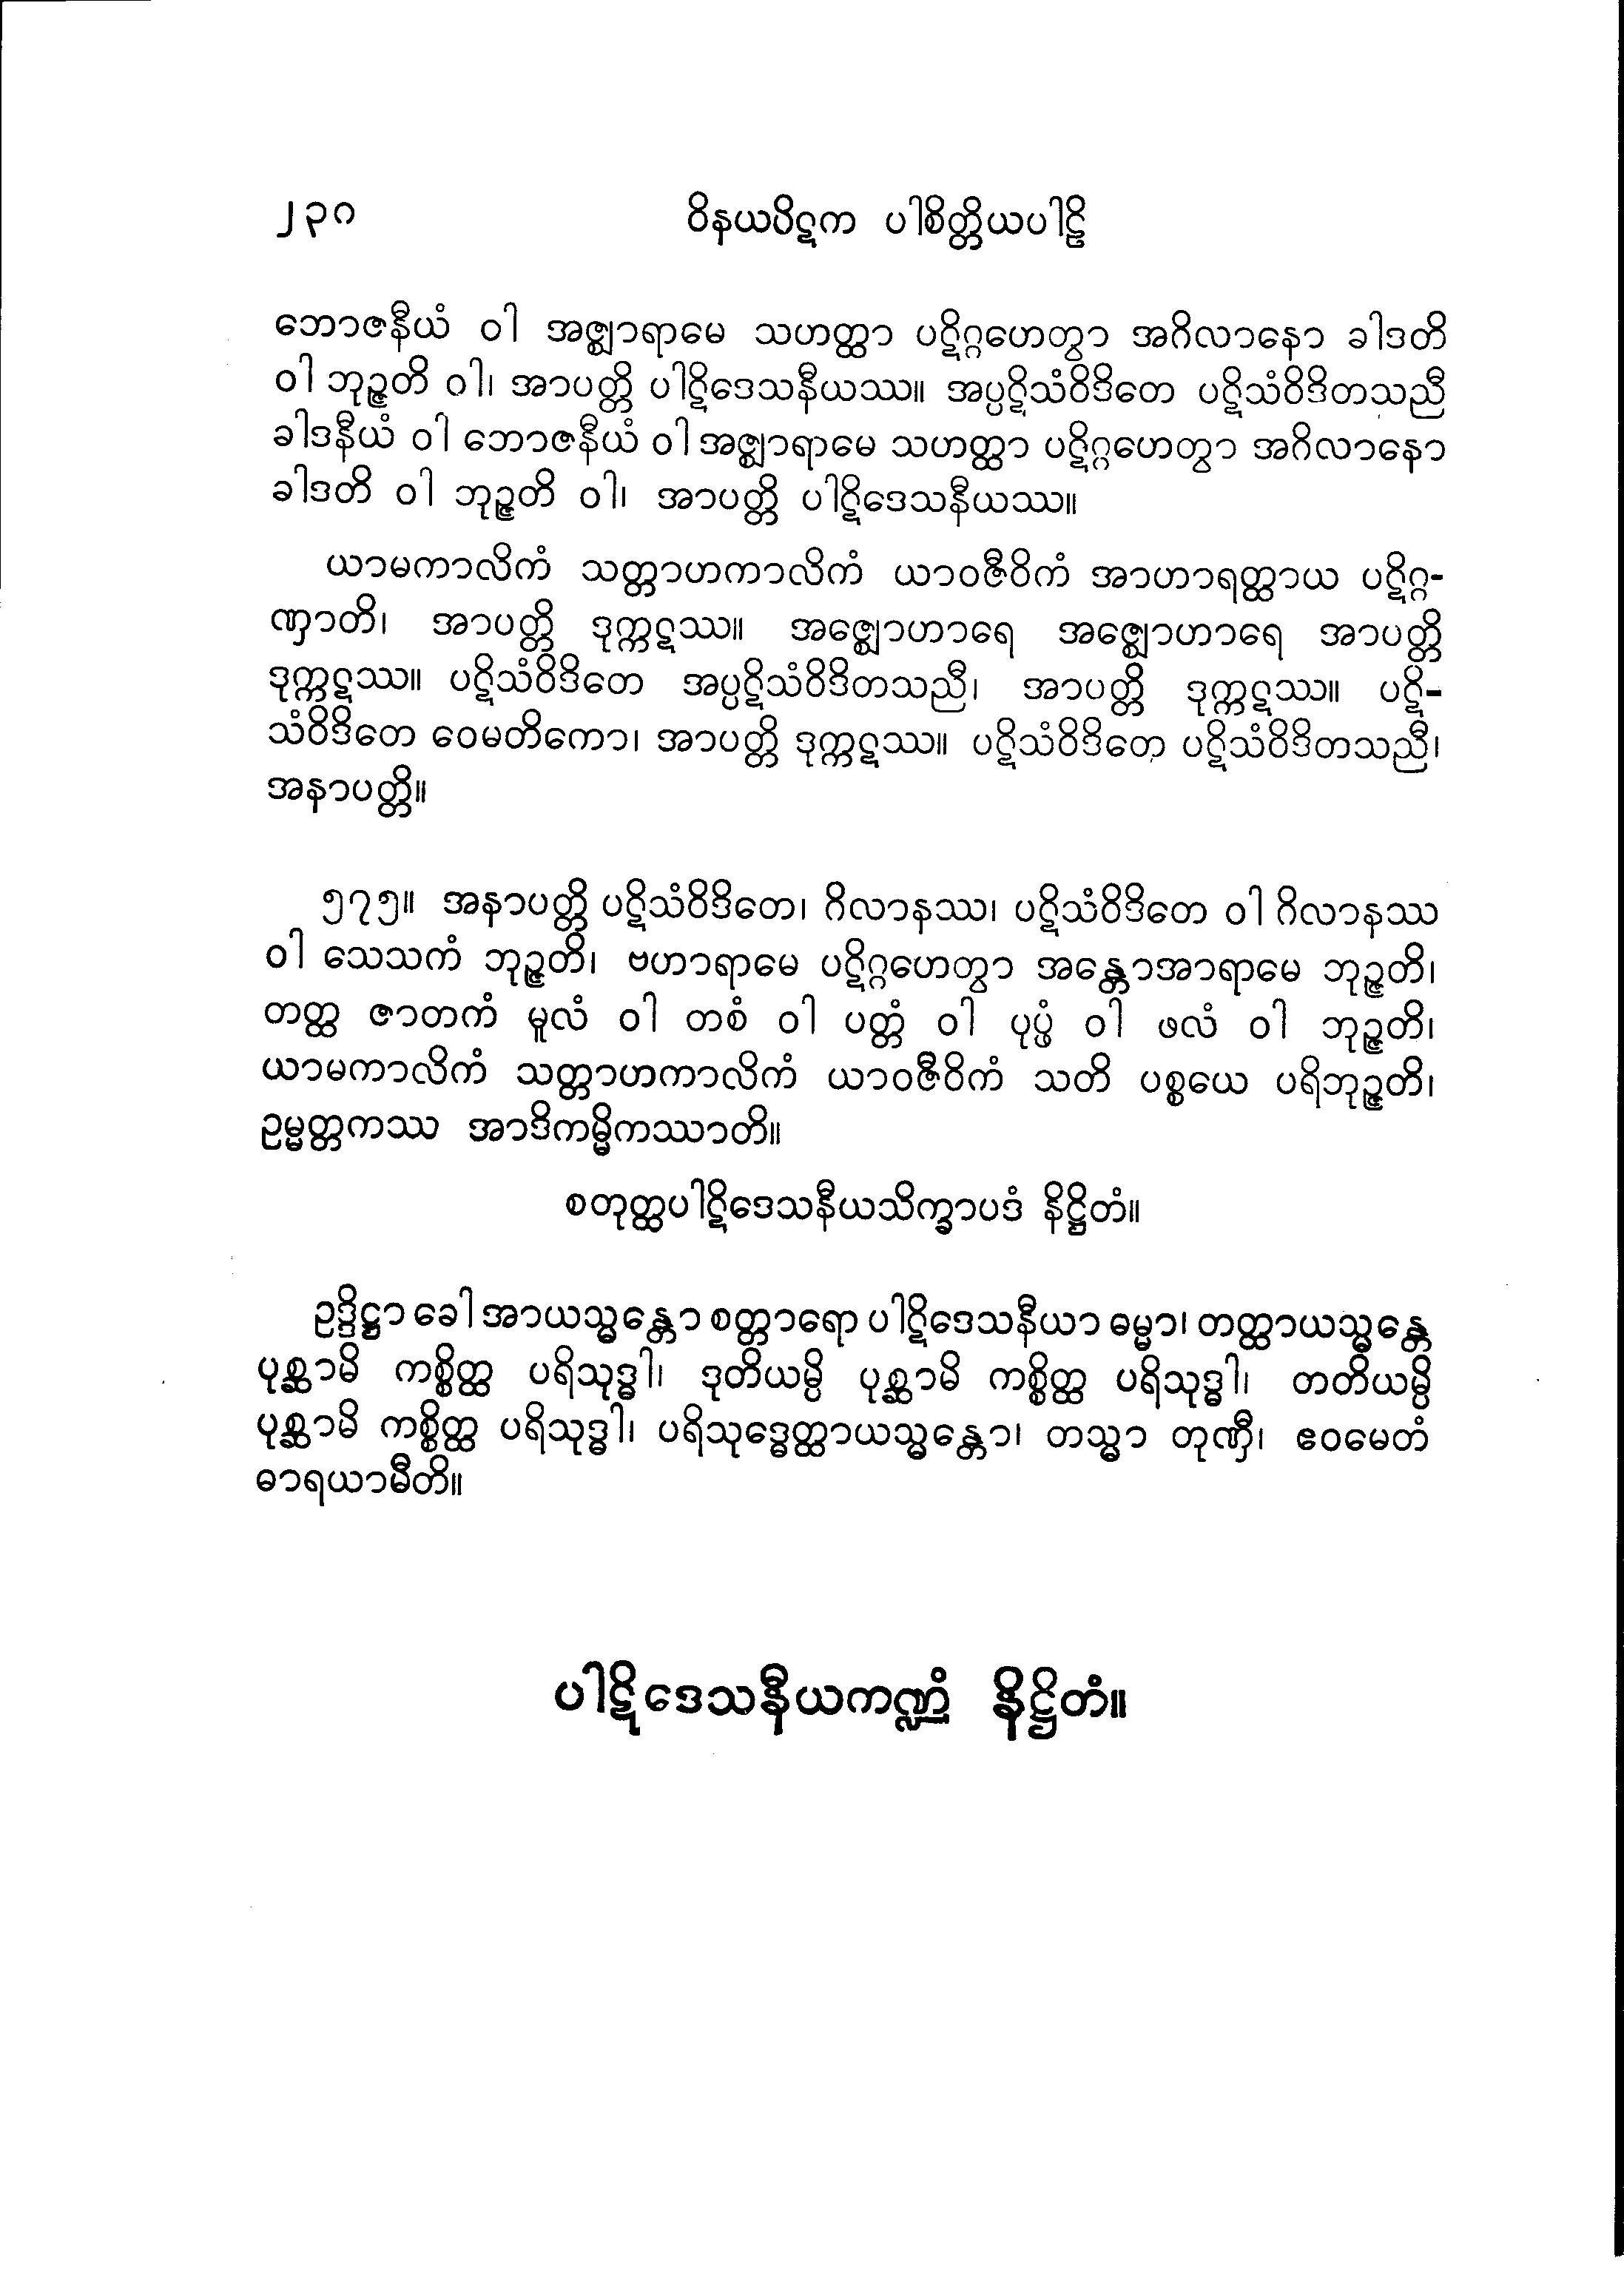 ၂၃၀ ဝိနယပိဋက ပါစိတ္တိယပါဠိ
ဘောဇနီယံ ဝါ အဇ္ဈာရာမေ သဟတ္ထာ ပဋိဂ္ဂဟေတွာ အဂိလာနော ခါဒတိ
ဝါ ဘုဉ္ဇတိ ဝါ၊ အာပတ္တိ ပါဋိဒေသနီယဿ။ အပ္ပဋိသံဝိဒိတေ ပဋိသံဝိဒိတသညီ
ခါဒနီယံ ဝါ ဘောဇနီယံ ဝါ အဇ္ဈာရာမေ သဟတ္ထာ ပဋိဂ္ဂဟေတွာ အဂိလာနော
ခါဒတိ ဝါ ဘုဉ္ဇတိ ဝါ၊ အာပတ္တိ ပါဋိဒေသနီယဿ။
ယာမကာလိကံ သတ္တာဟကာလိကံ ယာဝဇီဝိကံ အာဟာရတ္ထာယ ပဋိဂ္ဂ-
ဏှာတိ၊ အာပတ္တိ ဒုက္ကဋဿ။ အဇ္ဈောဟာရေ အဇ္ဈောဟာရေ အာပတ္တိ
ဒုက္ကဋဿ။ ပဋိသံဝိဒိတေ အပ္ပဋိသံဝိဒိတသညီ၊ အာပတ္တိ ဒုက္ကဋဿ။ ပဋိ-
သံဝိဒိတေ ဝေမတိကော၊ အာပတ္တိ ဒုက္ကဋဿ။ ပဋိသံဝိဒိတေ ပဋိသံဝိဒိတသညီ၊
အနာပတ္တိ။
၅၇၅။ အနာပတ္တိ ပဋိသံဝိဒိတေ၊ ဂိလာနဿ၊ ပဋိသံဝိဒိတေ ဝါ ဂိလာနဿ
ဝါ သေသကံ ဘုဉ္ဇတိ၊ ဗဟာရာမေ ပဋိဂ္ဂဟေတွာ အန္တောအာရာမေ ဘုဉ္ဇတိ၊
တတ္ထ ဇာတကံ မူလံ ဝါ တစံ ဝါ ပတ္တံ ဝါ ပုပ္ဖံ ဝါ ဖလံ ဝါ ဘုဉ္ဇတိ၊
ယာမကာလိကံ သတ္တာဟကာလိကံ ယာဝဇီဝိကံ သတိ ပစ္စယေ ပရိဘုဉ္ဇတိ၊
ဥမ္မတ္တကဿ အာဒိကမ္မိကဿာတိ။
စတုတ္ထပါဋိဒေသနီယသိက္ခာပဒံ နိဋ္ဌိတံ။
ဥဒ္ဒိဋ္ဌာ ခေါ အာယသ္မန္တော စတ္တာရော ပါဋိဒေသနီယာ ဓမ္မာ၊ တတ္ထာယသ္မန္တေ
ပုစ္ဆာမိ ကစ္စိတ္ထ ပရိသုဒ္ဓါ၊ ဒုတိယမ္ပိ ပုစ္ဆာမိ ကစ္စိတ္ထ ပရိသုဒ္ဓါ၊ တတိယမ္ပိ
ပုစ္ဆာမိ ကစ္စိတ္ထ ပရိသုဒ္ဓါ၊ ပရိသုဒ္ဓေတ္ထာယသ္မန္တော၊ တသ္မာ တုဏှီ၊ ဧဝမေတံ
ဓာရယာမီတိ။
ပါဋိဒေသနီယကဏ္ဍံ နိဋ္ဌိတံ။